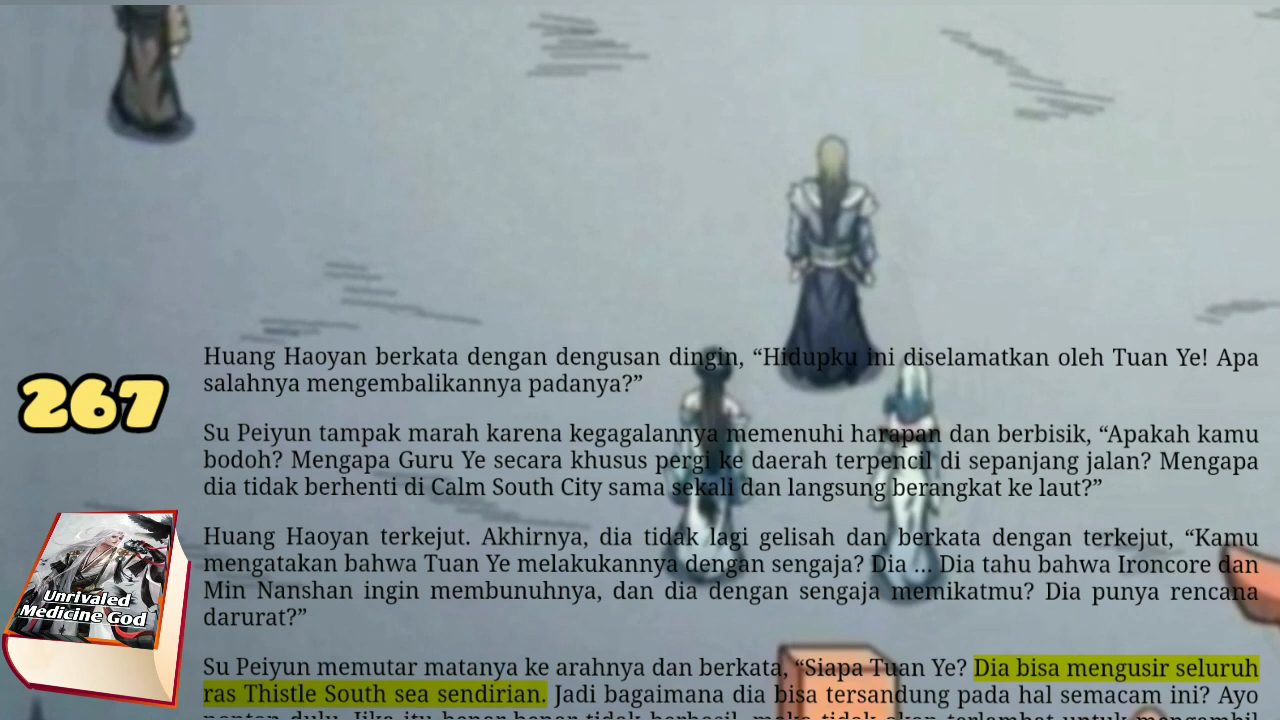 Huang Haoyan berkata dengan dengusan dingin, “Hidupku ini diselamatkan oleh Tuan Ye! Apa
salahnya mengembalikannya padanya?”
267
Su Peiyun tampak marah karena kegagalannya memenuhi harapan dan berbisik, “Apakah kamu
bodoh? Mengapa Guru Ye secara khusus pergi ke daerah terpencil di sepanjang jalan? Mengapa
dia tidak berhenti di Calm South City sama sekali dan langsung berangkat ke laut?”
Huang Haoyan terkejut. Akhirnya, dia tidak lagi gelisah dan berkata dengan terkejut, “Kamu
mengatakan bahwa Tuan Ye melakukannya dengan sengaja? Dia ... Dia tahu bahwa Ironcore dan
Min Nanshan ingin membunuhnya, dan dia dengan sengaja memikatmu? Dia punya rencana
darurat?”
Unrivaled
Medicine God
Su Peiyun memutar matanya ke arahnya dan berkata, “Siapa Tuan Ye? Dia bisa mengusir seluruh
ras Thistle South sea sendirian. Jadi bagaimana dia bisa tersandung pada hal semacam ini? Ayo